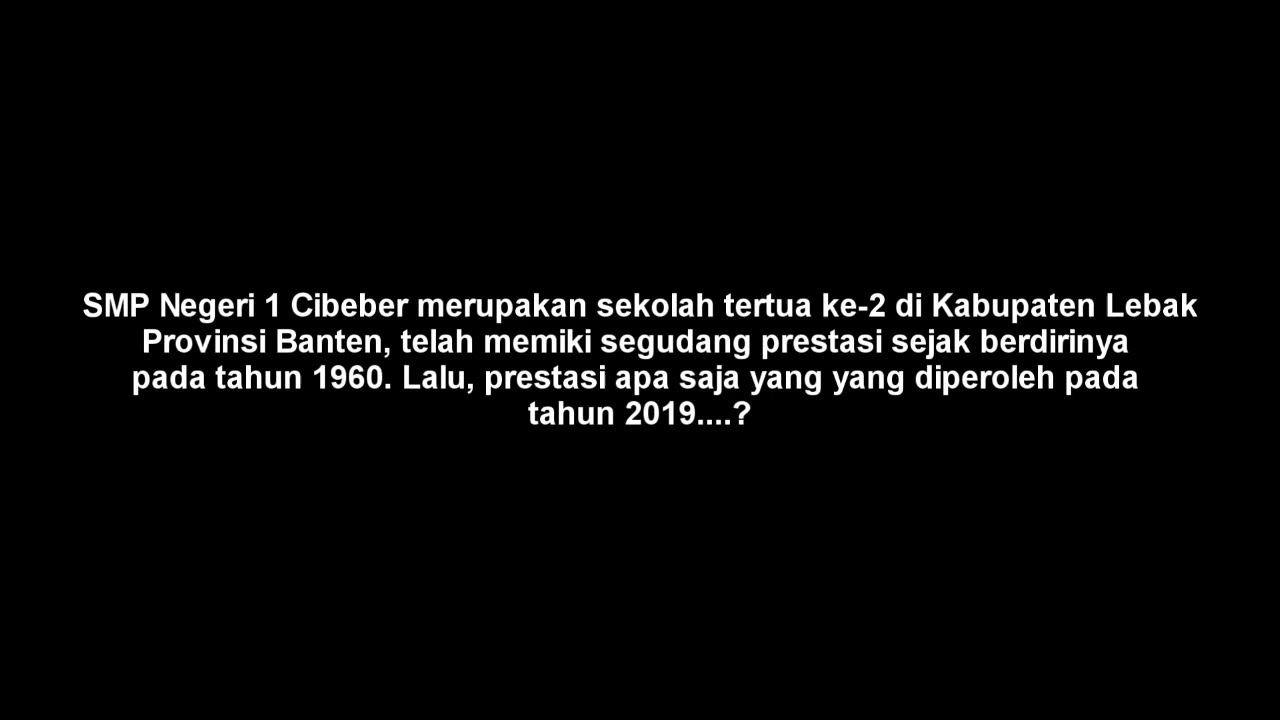 SMP Negeri 1 Cibeber merupakan sekolah tertua ke-2 di Kabupaten Lebak
Provinsi Banten, telah memiki segudang prestasi sejak berdirinya
pada tahun 1960. Lalu, prestasi apa saja yang yang diperoleh pada
tahun 2019....?